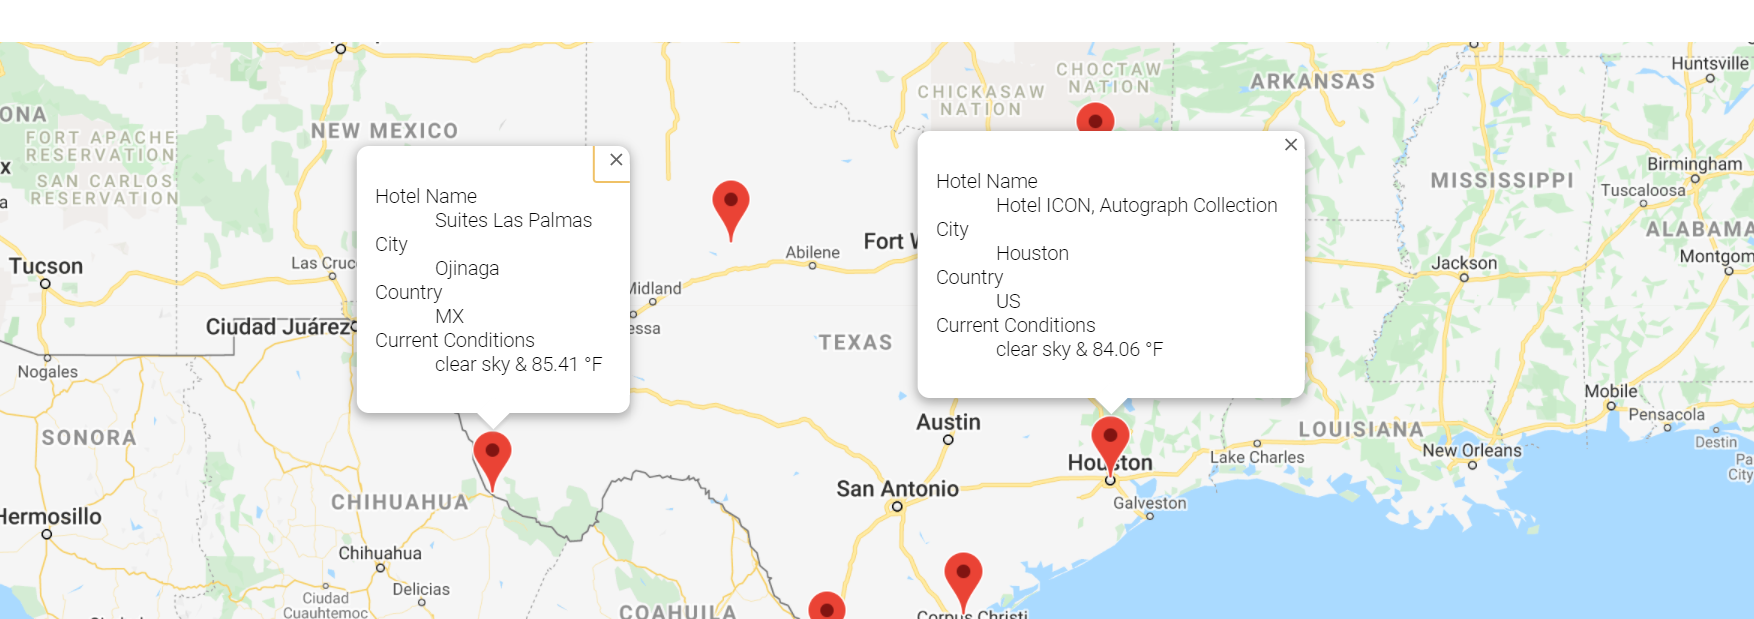 Huntsville
CHOCTAW
NATION
ARKANSAS
CHICKASAW
NATION
ONA
NEW MEXICO
FORT APACHE
RESERVATION
SAN CARLOS
RESERVATION
x
a
Birmingham
MISSISSIPPI
Tuscaloosa
ALABAMA
Montgom
Jackson
Hotel Name
Suites Las Palmas
City
Ojinaga
Country
MX
Current Conditions
clear sky & 85.41 °F
Hotel Name
Hotel ICON, Autograph Collection
City
Houston
Country
US
Current Conditions
clear sky & 84.06 °F
Abilene
Fort W
Tucson
Las Cruc
Midland
essa
Ciudad Juárez
TEXAS
Nogales
Mobile
Pensacola
Destin
Pa
City
Austin
LOUISIANA
New Orleans
Lake Charles
SONORA
Houston
San Antonio
Galveston
CHIHUAHUA
Hermosillo
Chihuahua
Delicias
Ciudad
Cuauhtemoc
COAHUILA
Corpus Christi